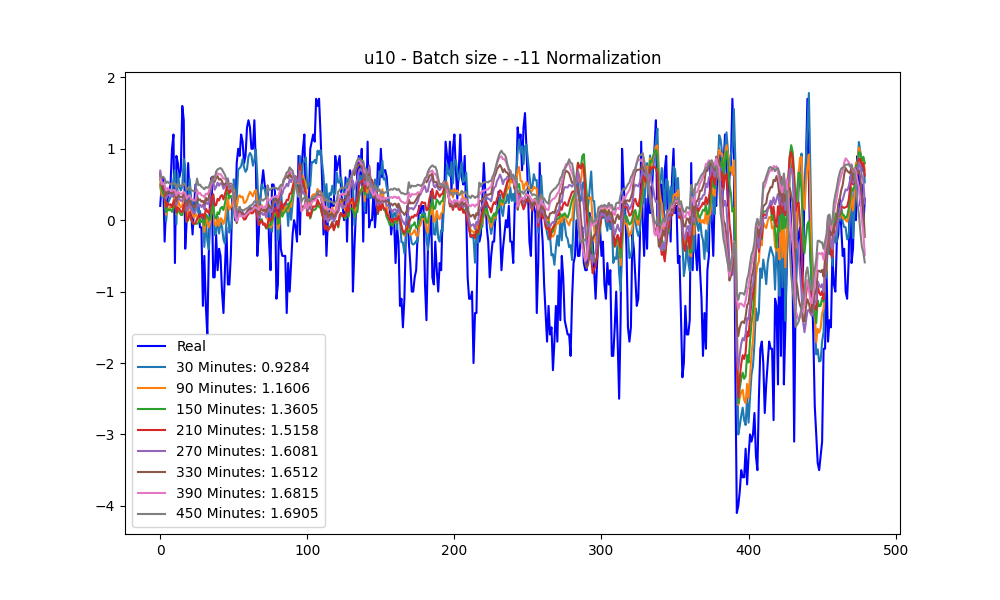 u10 - Batch size - -11 Normalization
2
1
0
−1
−2
−3
−4
Real
30 Minutes: 0.9284
90 Minutes: 1.1606
150 Minutes: 1.3605
210 Minutes: 1.5158
270 Minutes: 1.6081
330 Minutes: 1.6512
390 Minutes: 1.6815
450 Minutes: 1.6905
0 100 200 300 400 500